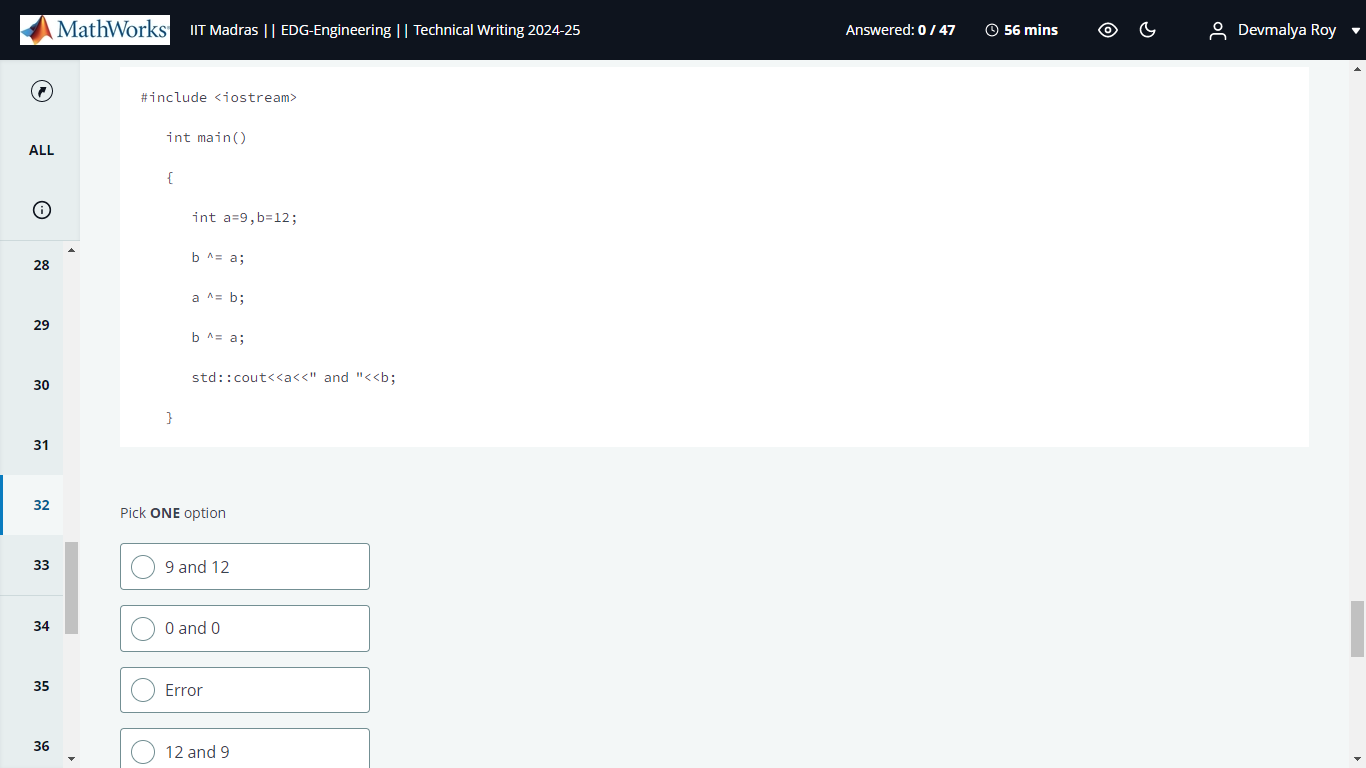 MathWorks
IIT Madras || EDG-Engineering || Technical Writing 2024-25
Answered: 0 / 47
56 mins
Devmalya Roy
ALL
28
29
30
31
32
33
34
35
36
#include <iostream>
int main()
{
int a=9,b=12;
b ^= a;
a ^= b;
b ^= a;
std::cout<<a<<" and "<<b;
}
Pick ONE option
9 and 12
0 and 0
Error
12 and 9